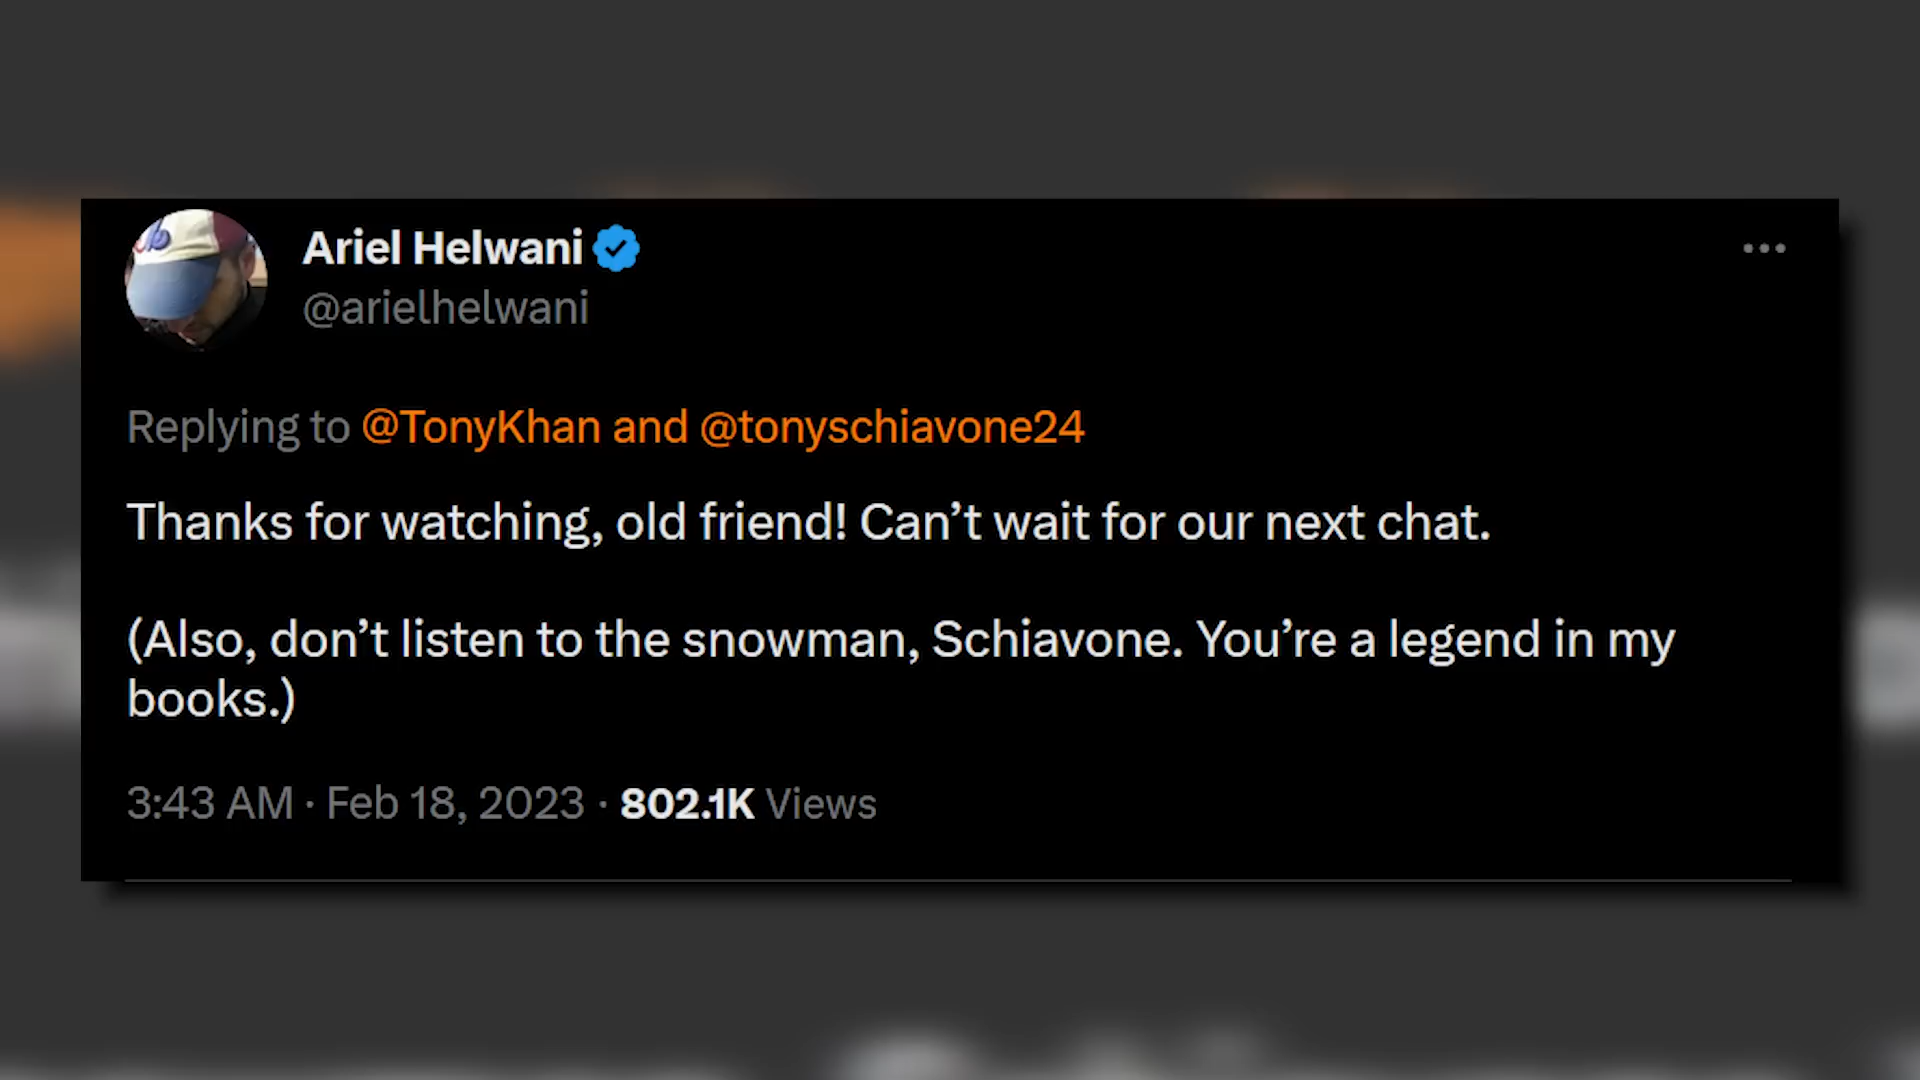 Ariel Helwani
@arielhelwani
Replying to @TonyKhan and @tonyschiavone24
Thanks for watching, old friend! Can’t wait for our next chat.
(Also, don’t listen to the snowman, Schiavone. You’re a legend in my
books.)
3:43 AM · Feb 18, 2023 · 802.1K Views